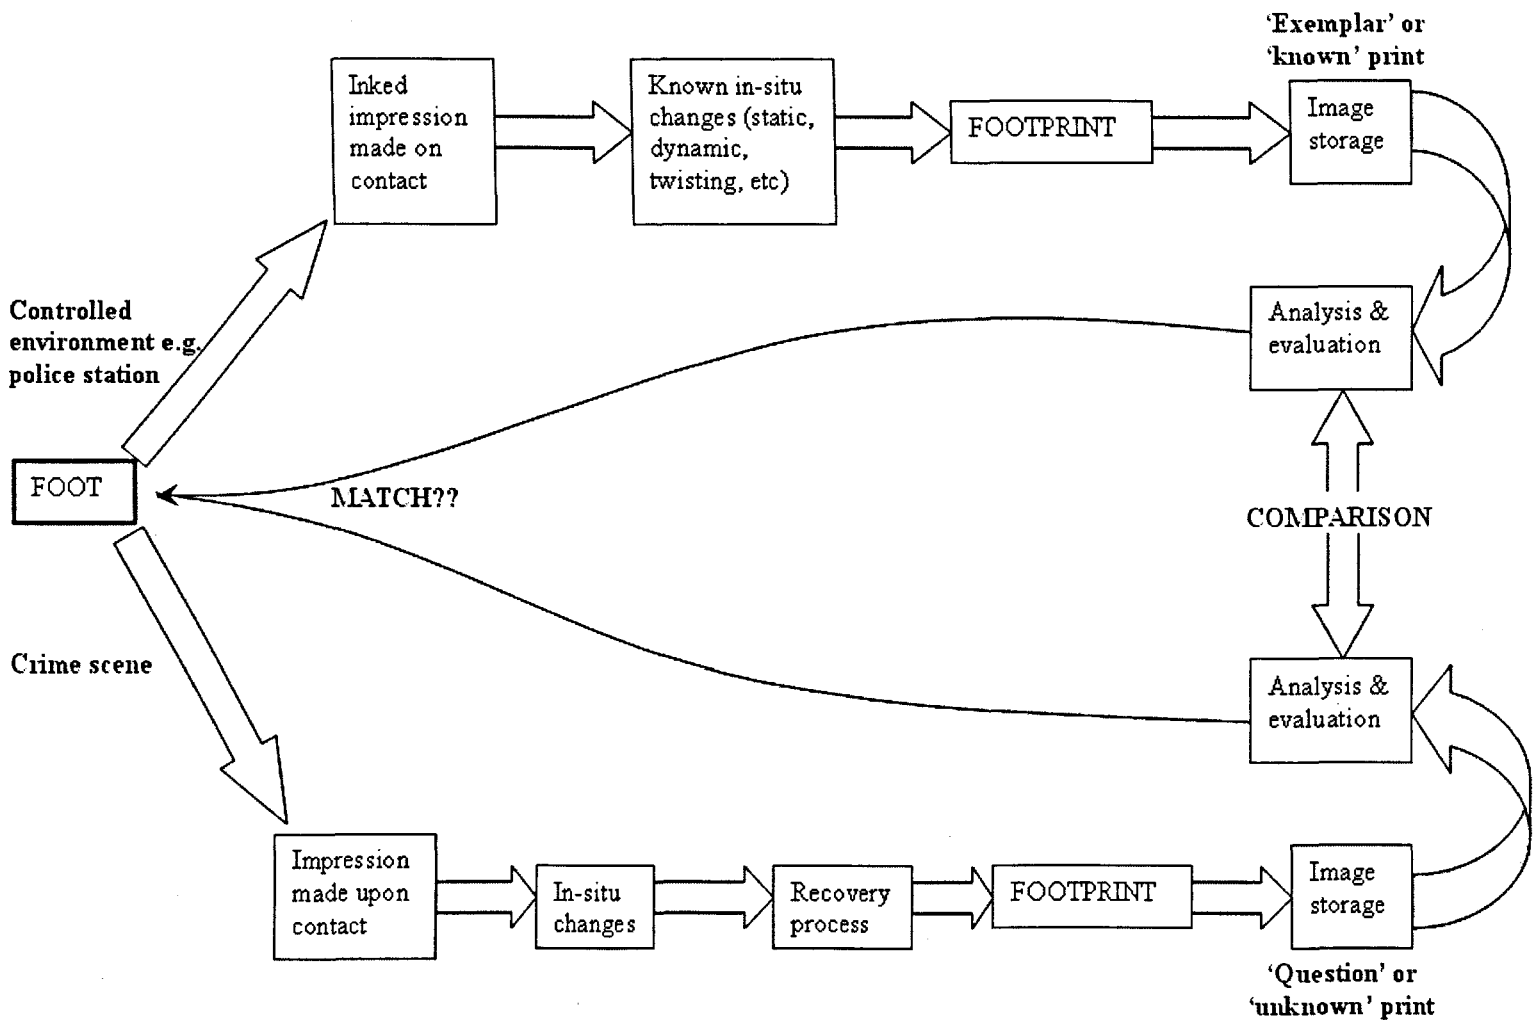 'Exemplar' or
'known' print
Inked
impression
made on
contact
Known in-situ
changes (static,
dynamic,
twisting, etc)
FOOTPRINT
Image
storage
Controlled
environment e.g.
police station
Analysis &
evaluation
FOOT
MATCH??
COMPARISON
Crime scene
Analysis &
evaluation
Impression
made upon
contact
In-situ
changes
Recovery
process
FOOTPRINT
Image
storage
'Question' or
'unknown' print